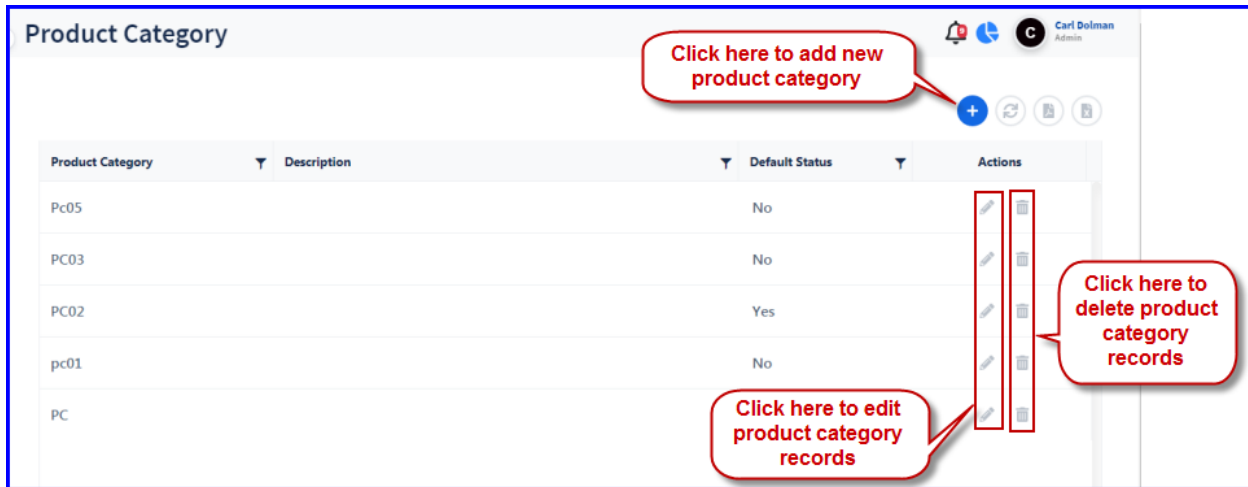 Product Category
Carl Dolman
Admin
C
Click here to add new
product category
Product Category
Description
Default Status
Actions
Pc05
No
PC03
No
PC02
Yes
pc01
No
PC
Click here to
delete product
category
records
Click here to edit
product category
records